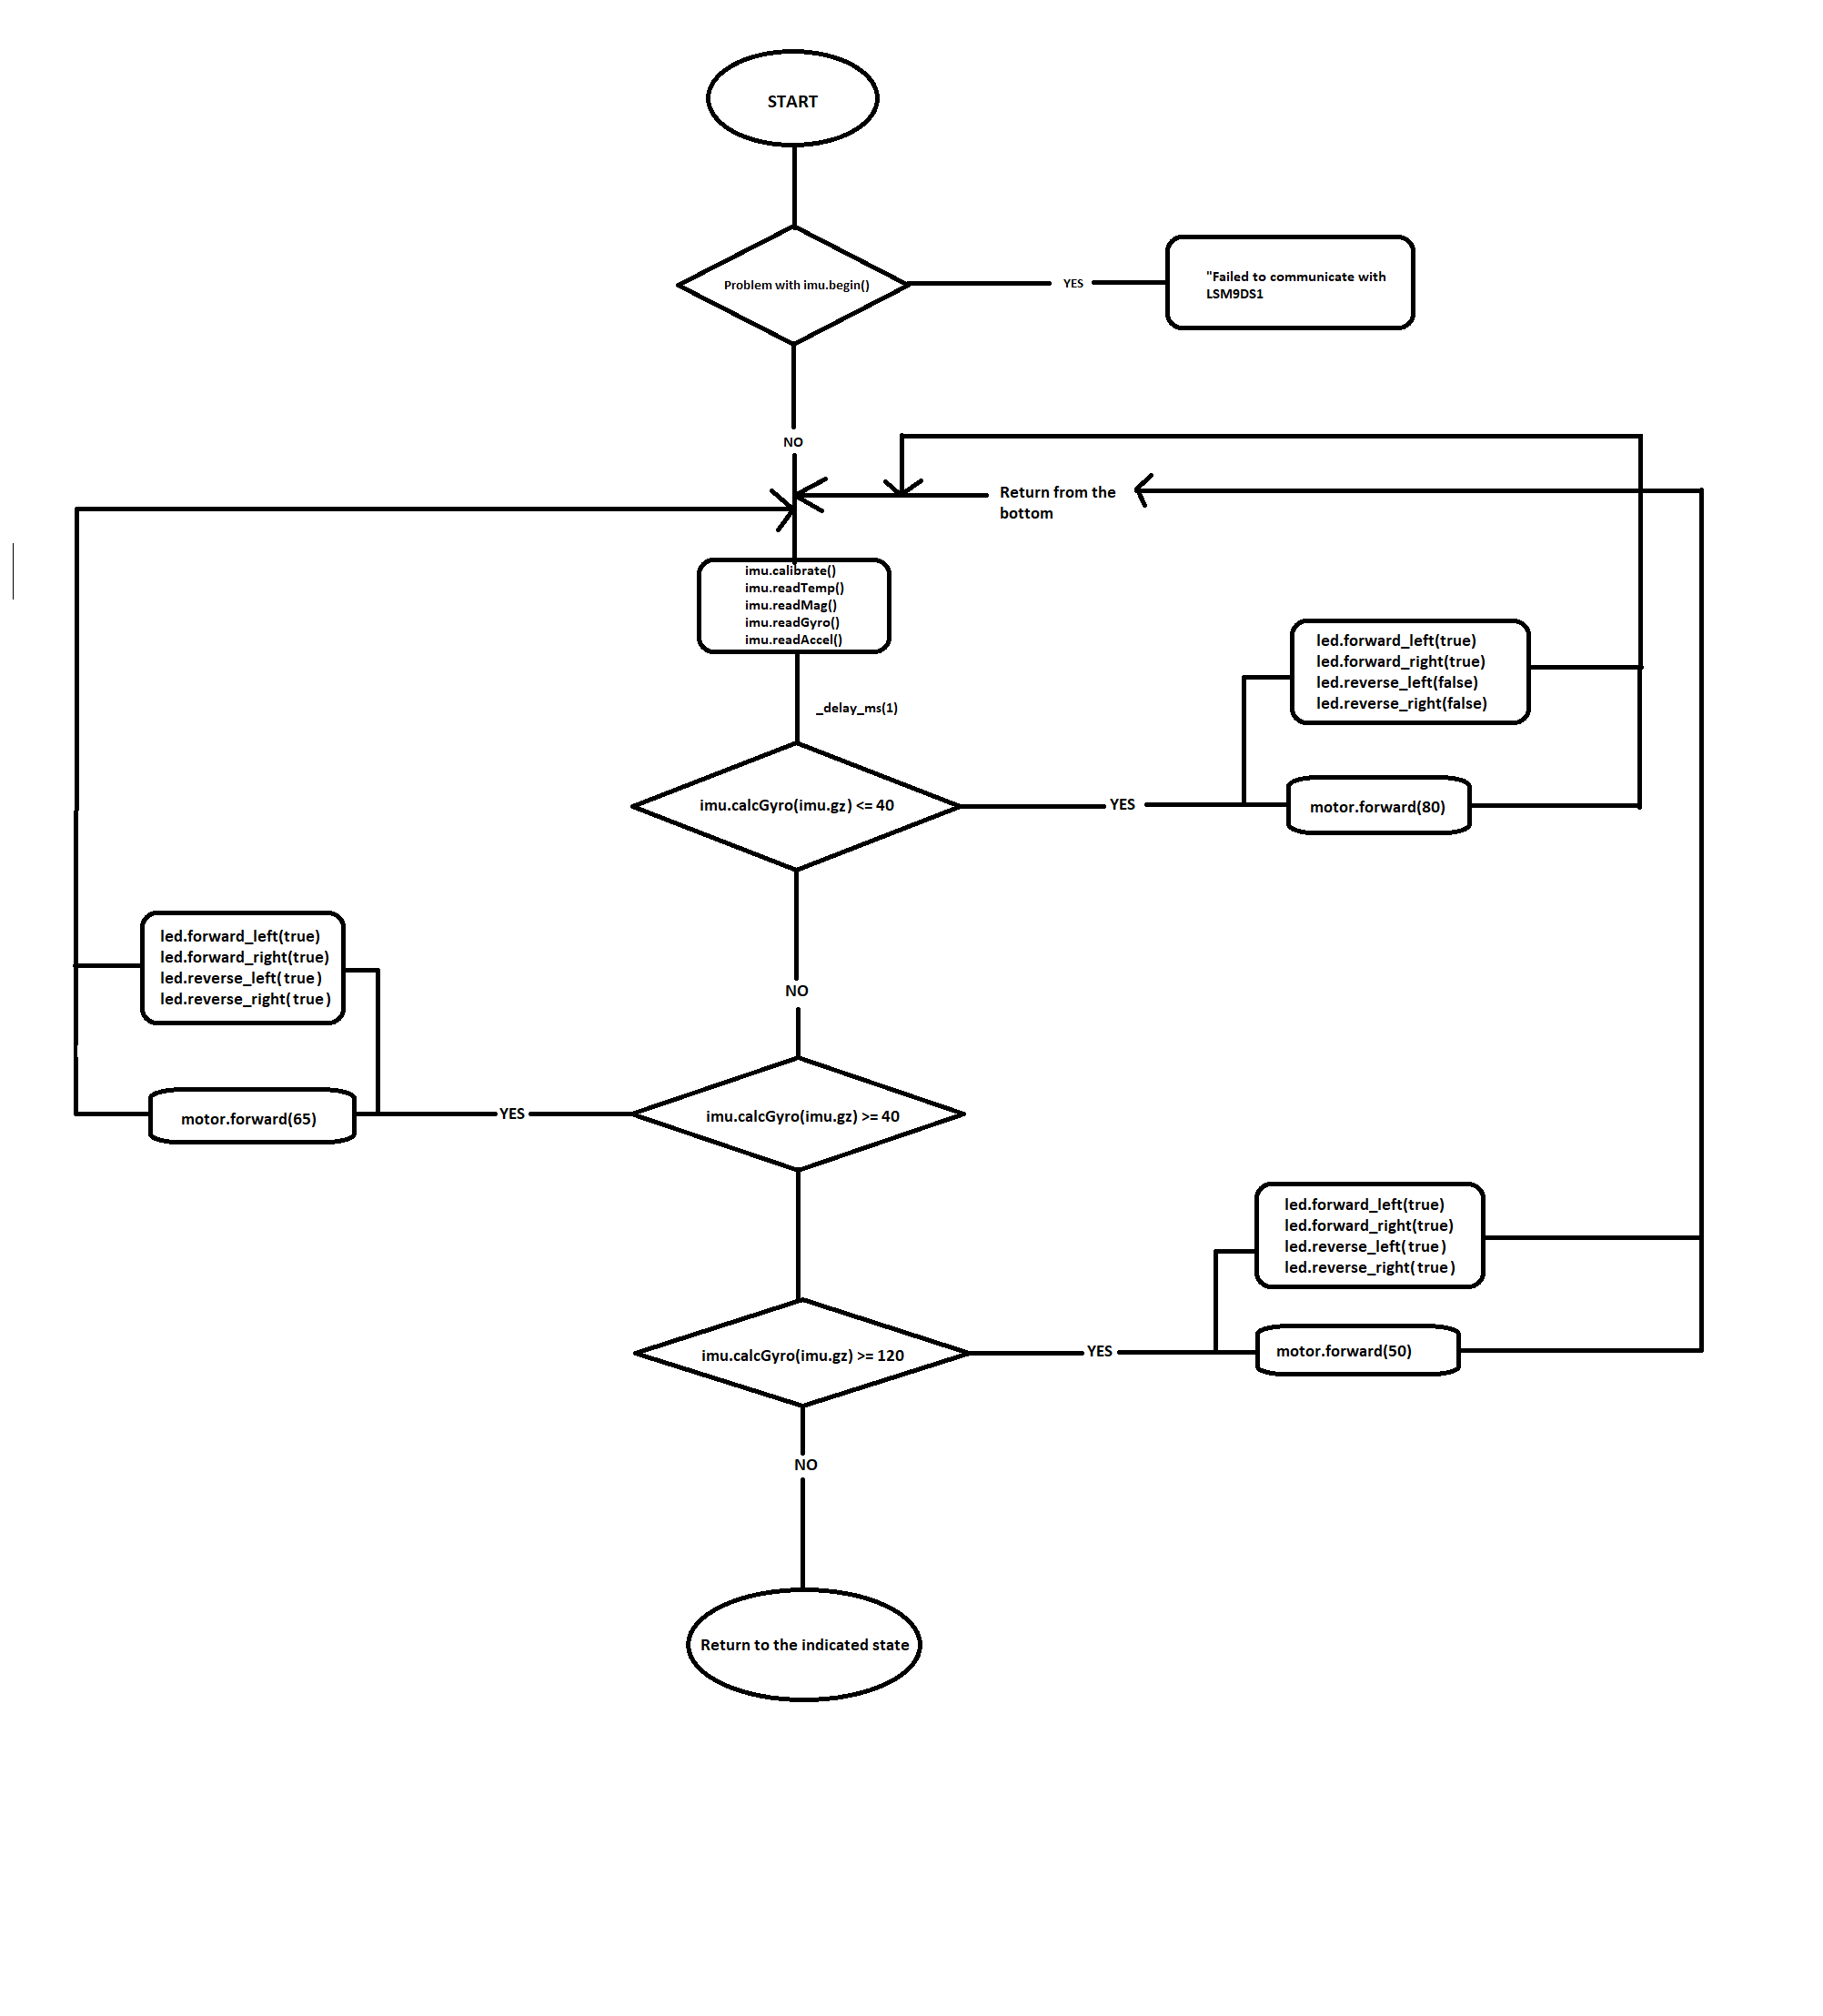 START
Problem with imu.begin()
YES
"Failed to communicate with
LSM9DS1
NO
Return from the
bottom
imu.calibrate()
imu.readTemp()
imu.readMag()
imu.readGyro()
imu.readAccel()
_delay_ms(1)
led.forward_left(true)
led.forward_right(true)
led.reverse_left(false)
led.reverse_right(false)
imu.calcGyro(imu.gz) <= 40
YES
motor.forward(80)
led.forward_left(true)
led.forward_right(true)
led.reverse_left(true)
led.reverse_right(true)
NO
motor.forward(65)
YES
imu.calcGyro(imu.gz) >= 40
led.forward_left(true)
led.forward_right(true)
led.reverse_left(true)
led.reverse_right(true)
imu.calcGyro(imu.gz) >= 120
YES
motor.forward(50)
NO
Return to the indicated state